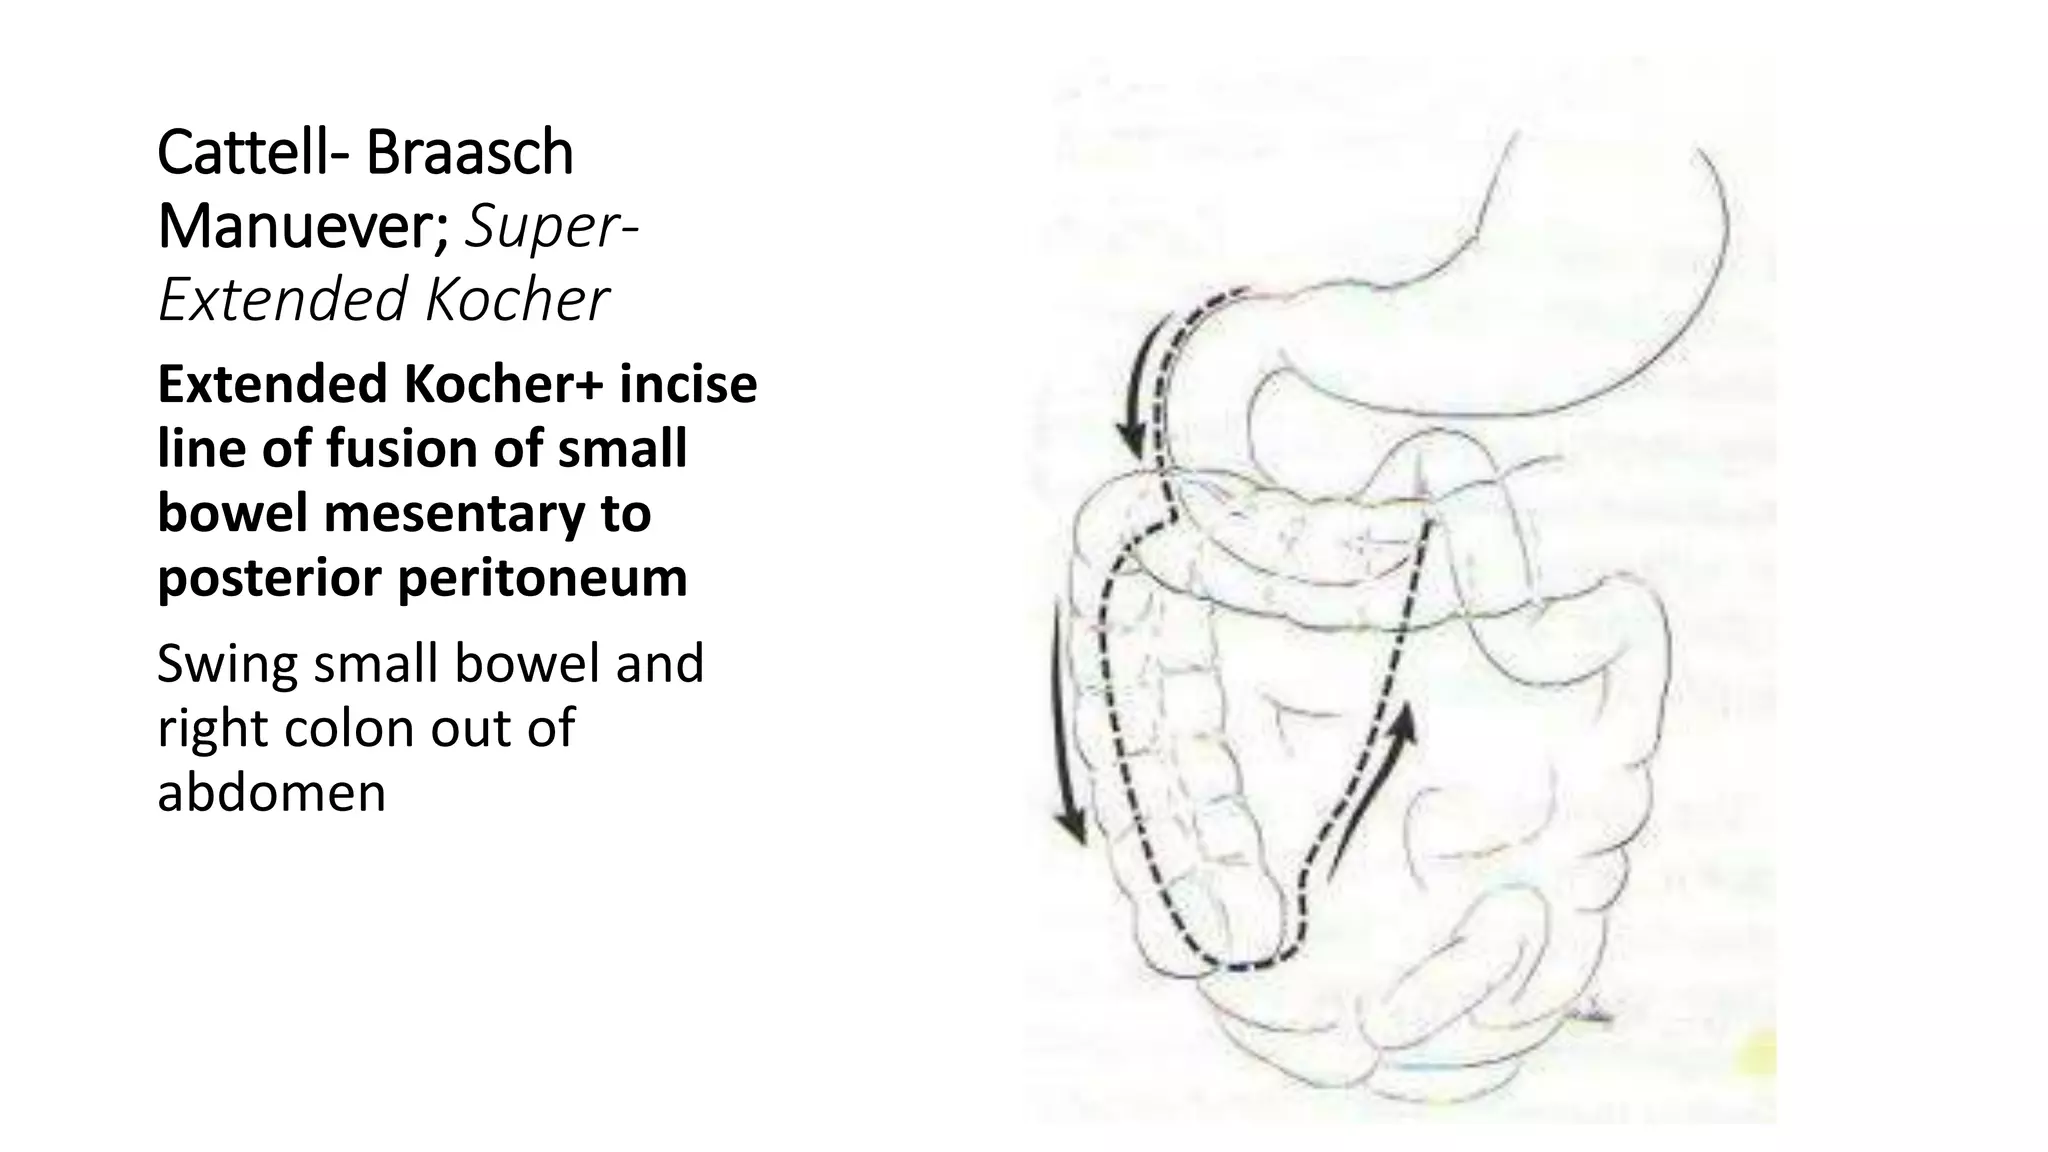 Cattell- Braasch
Manuever; Super-
Extended Kocher
Extended Kocher+ incise
line of fusion of small
bowel mesentary to
posterior peritoneum
Swing small bowel and
right colon out of
abdomen